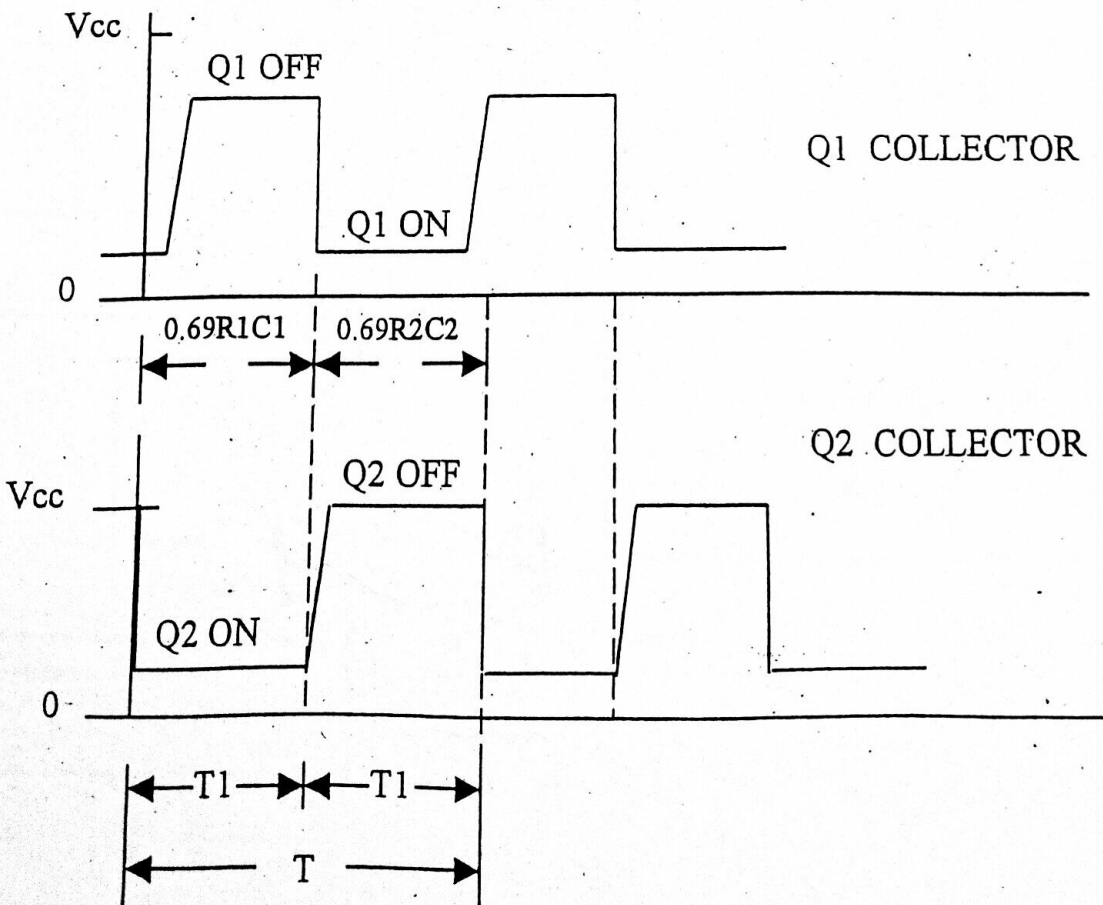 Vcc
Q1 OFF
Q1 COLLECTOR
Q1 ON
0
0.69R1C1
0.69R2C2
Q2 COLLECTOR
Q2 OFF
Vcc
Q2 ON
0
T1
T1
T